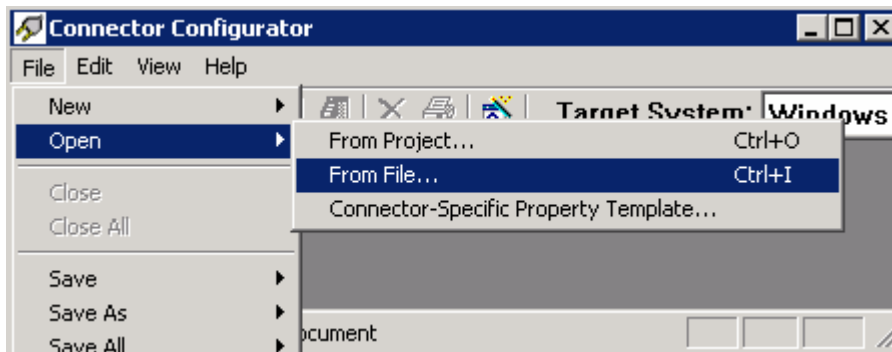 Connector Configurator
File Edit View Help
New
Target System: Windows
Open
From Project... Ctrl+O
From File... Ctrl+I
Close
Connector-Specific Property Template...
Close All
Save
Save As
Save All
ocument